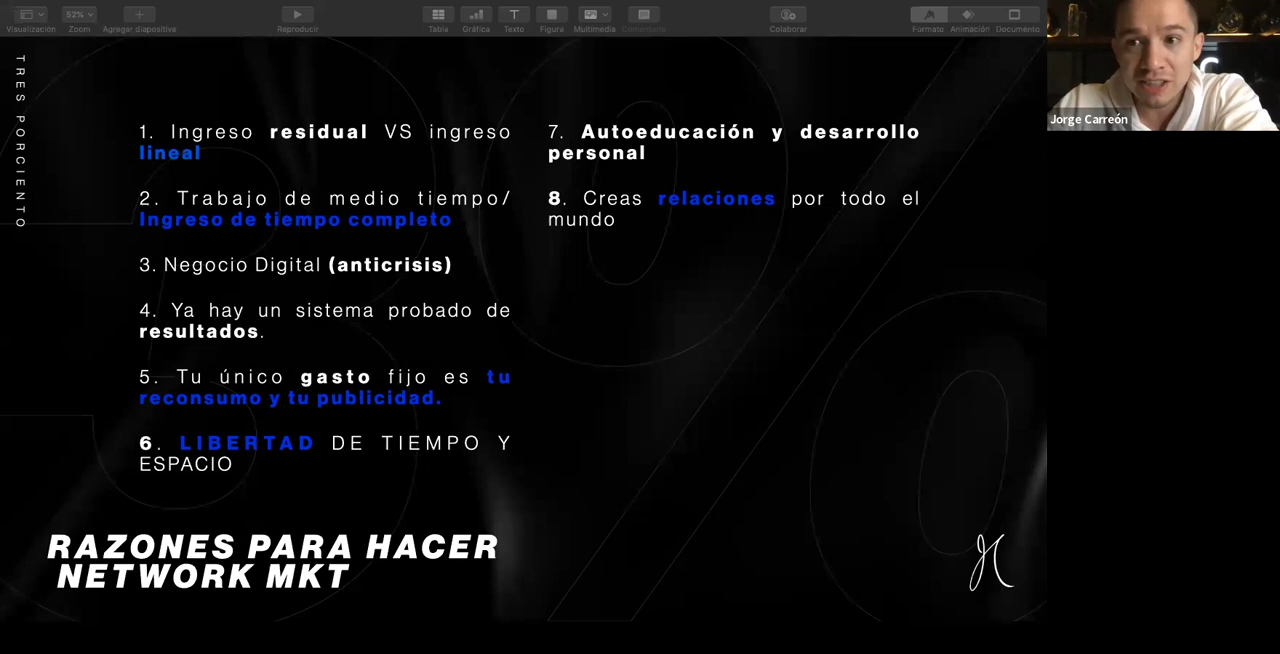 52%
Visualización
Zoom
Agregar diapositiva
Reproducir
Tabla
Gráfica
Texto
Figura
Multimedia
Comentario
Colaborar
Formato
Animación
Documento
TRES PORCIENTO
1. Ingreso residual VS ingreso
lineal
2. Trabajo de medio tiempo/
Ingreso de tiempo completo
3. Negocio Digital (anticrisis)
4. Ya hay un sistema probado de
resultados.
5. Tu único gasto fijo es tu
reconsumo y tu publicidad.
6. LIBERTAD DE TIEMPO Y
ESPACIO
7. Autoeducación y desarrollo
personal
8. Creas relaciones por todo el
mundo
RAZONES PARA HACER
NETWORK MKT
Jorge Carreón